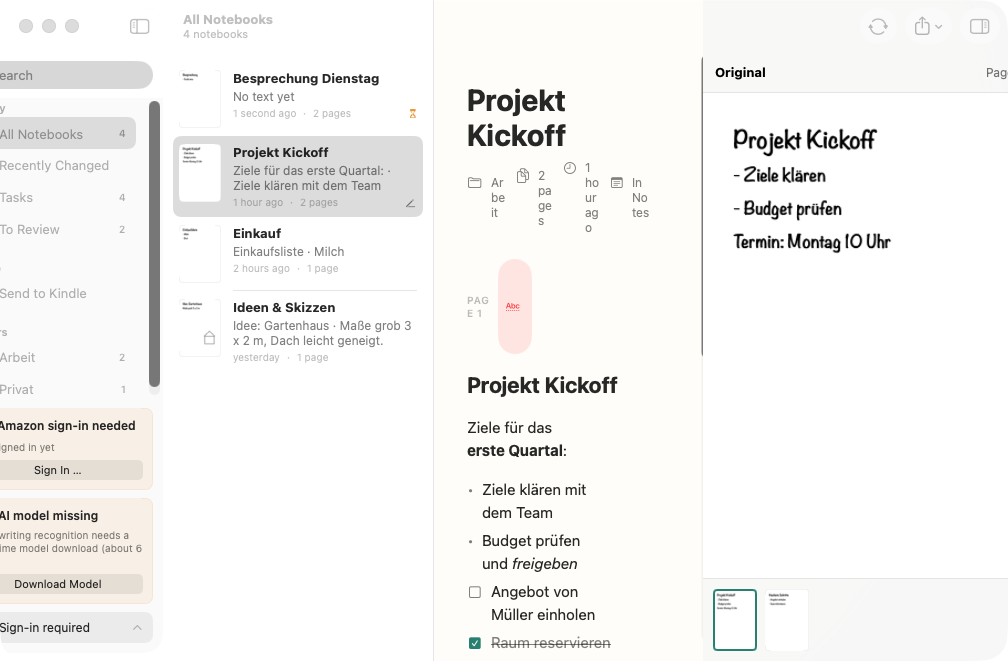 All Notebooks
4 notebooks
earch
y
All Notebooks 4
Recently Changed
Tasks 4
To Review 2
Send to Kindle
rs
Arbeit 2
Privat 1
Amazon sign-in needed
gned in yet
Sign In ...
AI model missing
writing recognition needs a
ime model download (about 6
Download Model
Sign-in required
Besprechung Dienstag
No text yet
1 second ago · 2 pages
Projekt Kickoff
Ziele für das erste Quartal: ·
Ziele klären mit dem Team
1 hour ago · 2 pages
Einkauf
Einkaufsliste · Milch
2 hours ago · 1 page
Ideen & Skizzen
Idee: Gartenhaus · Maße grob 3
x 2 m, Dach leicht geneigt.
yesterday · 1 page
Projekt
Kickoff
Ar
be
it
2
pa
ge
s
1
ho
ur
ag
o
In
No
tes
PAG
E 1
Abc
Projekt Kickoff
Ziele für das
erste Quartal:
• Ziele klären mit
dem Team
• Budget prüfen
und freigeben
Angebot von
Müller einholen
Raum reservieren
Original
Pag
Projekt Kickoff
- Ziele klären
- Budget prüfen
Termin: Montag 10 Uhr